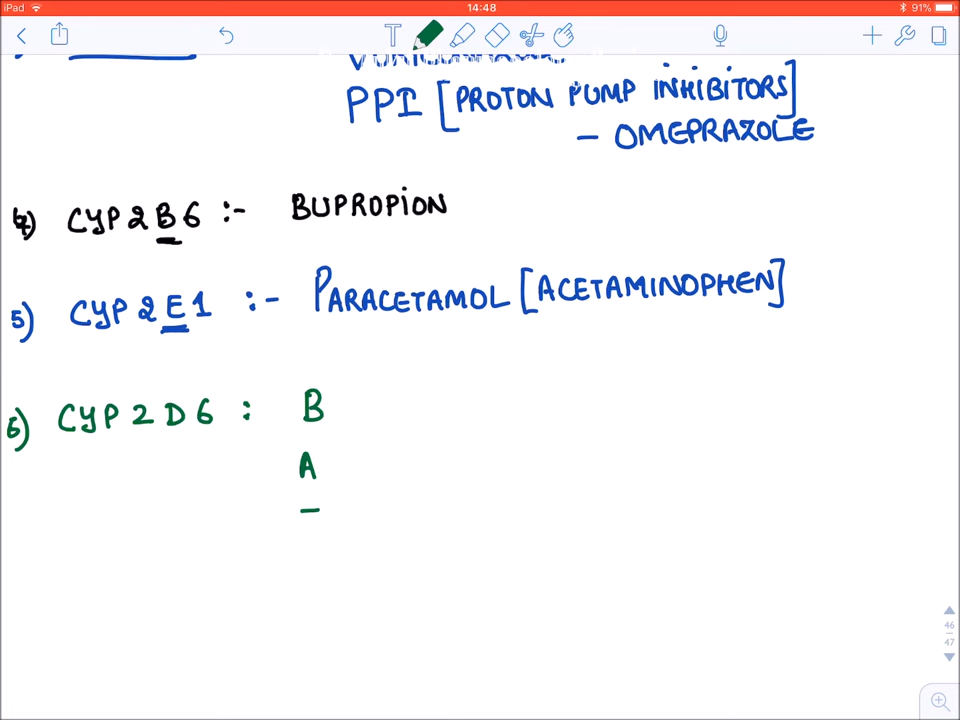 iPad 14:48 91%
T
PPI [PROTON PUMP INHIBITORS]
- OMEPRAZOLE
4) CYP2B6 :- BUPROPION
5) CYP2E1 :- PARACETAMOL [ACETAMINOPHEN]
6) CYP2D6 : B
A
-
46
47